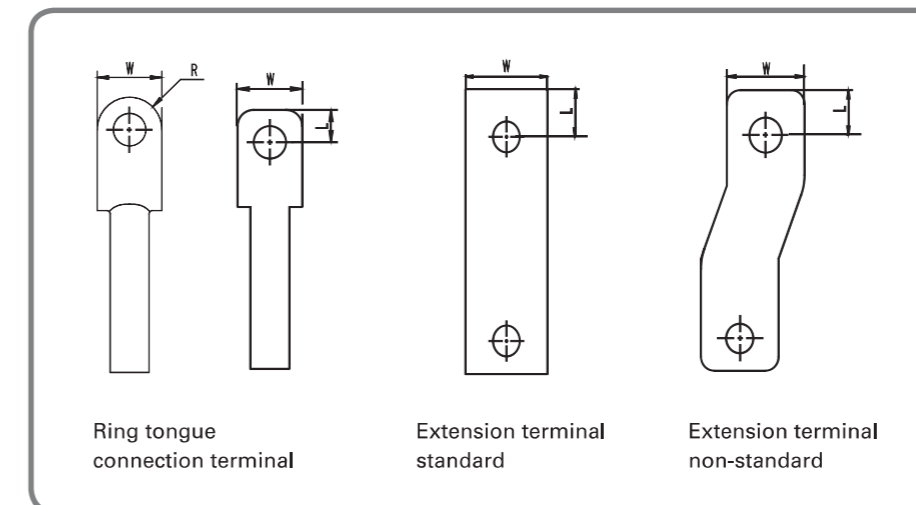 W
R
W
L
W
L
W
L
Ring tongue
connection terminal
Extension terminal
standard
Extension terminal
non-standard